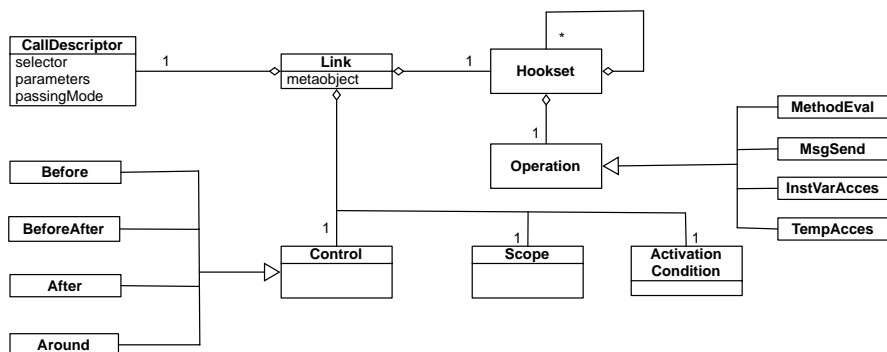 CallDescriptor
selector
parameters
passingMode
1
Link
metaobject
1
Hookset
*
1
Operation
MethodEval
MsgSend
InstVarAcces
TempAcces
Before
BeforeAfter
After
Around
1
Control
1
Scope
1
Activation
Condition